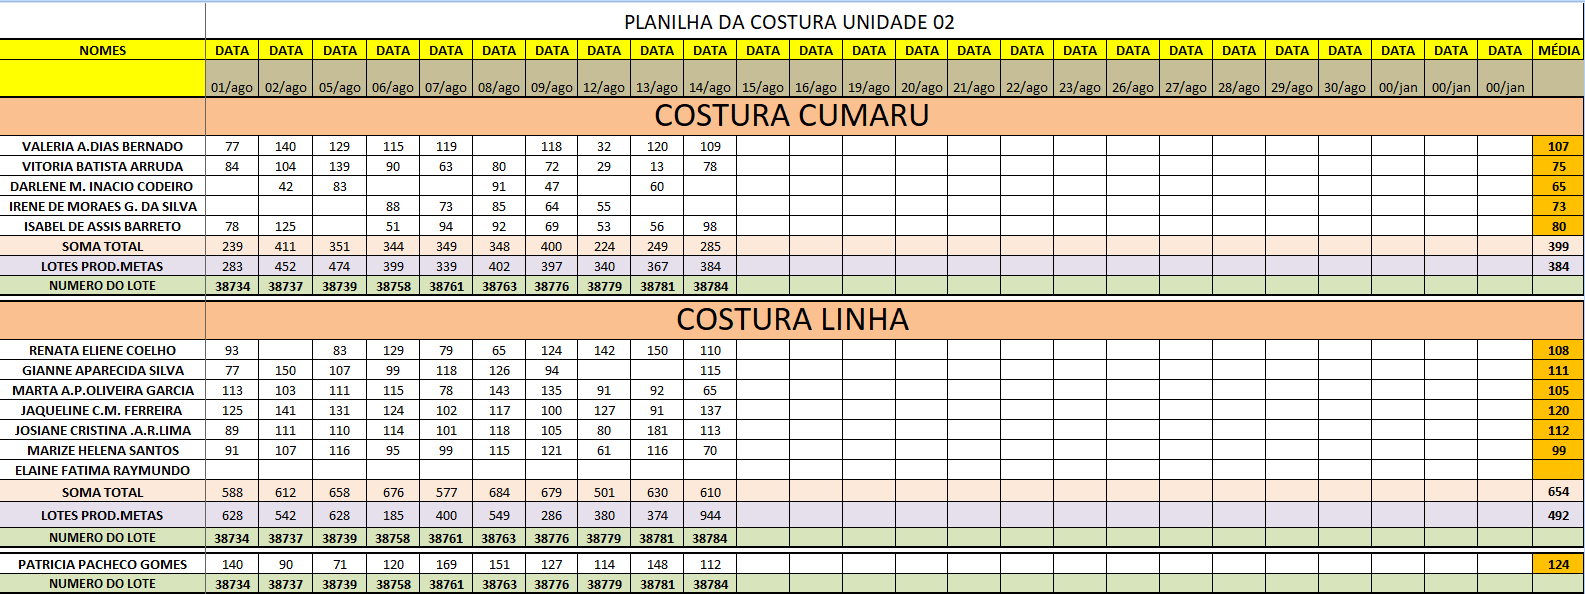 PLANILHA DA COSTURA UNIDADE 02
NOMES DATA DATA DATA DATA DATA DATA DATA DATA DATA DATA DATA DATA DATA DATA DATA DATA DATA DATA DATA DATA DATA DATA DATA DATA DATA MÉDIA
01/ago 02/ago 05/ago 06/ago 07/ago 08/ago 09/ago 12/ago 13/ago 14/ago 15/ago 16/ago 19/ago 20/ago 21/ago 22/ago 23/ago 26/ago 27/ago 28/ago 29/ago 30/ago 00/jan 00/jan 00/jan
COSTURA CUMARU
VALERIA A.DIAS BERNADO 77 140 129 115 119 118 32 120 109 107
VITORIA BATISTA ARRUDA 84 104 139 90 63 80 72 29 13 78 75
DARLENE M. INACIO CODEIRO 42 83 91 47 60 65
IRENE DE MORAES G. DA SILVA 88 73 85 64 55 73
ISABEL DE ASSIS BARRETO 78 125 51 94 92 69 53 56 98 80
SOMA TOTAL 239 411 351 344 349 348 400 224 249 285 399
LOTES PROD.METAS 283 452 474 399 339 402 397 340 367 384 384
NUMERO DO LOTE 38734 38737 38739 38758 38761 38763 38776 38779 38781 38784
COSTURA LINHA
RENATA ELIENE COELHO 93 83 129 79 65 124 142 150 110 108
GIANNE APARECIDA SILVA 77 150 107 99 118 126 94 115 111
MARTA A.P.OLIVEIRA GARCIA 113 103 111 115 78 143 135 91 92 65 105
JAQUELINE C.M. FERREIRA 125 141 131 124 102 117 100 127 91 137 120
JOSIANE CRISTINA .A.R.LIMA 89 111 110 114 101 118 105 80 181 113 112
MARIZE HELENA SANTOS 91 107 116 95 99 115 121 61 116 70 99
ELAINE FATIMA RAYMUNDO
SOMA TOTAL 588 612 658 676 577 684 679 501 630 610 654
LOTES PROD.METAS 628 542 628 185 400 549 286 380 374 944 492
NUMERO DO LOTE 38734 38737 38739 38758 38761 38763 38776 38779 38781 38784
PATRICIA PACHECO GOMES 140 90 71 120 169 151 127 114 148 112 124
NUMERO DO LOTE 38734 38737 38739 38758 38761 38763 38776 38779 38781 38784